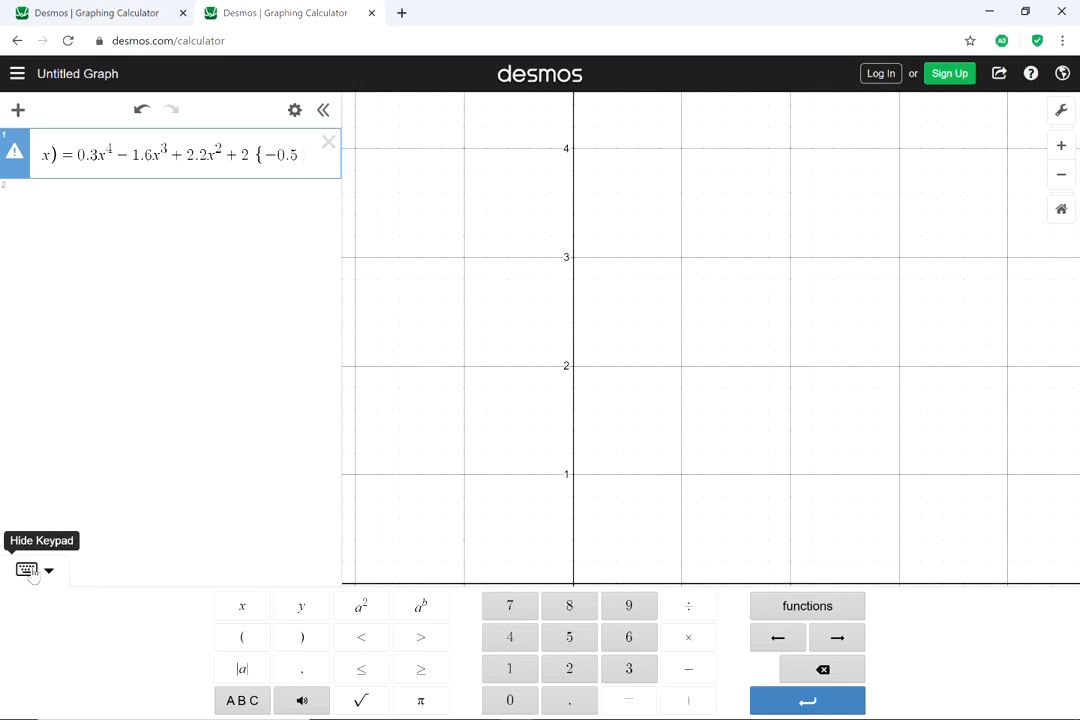 Desmos | Graphing Calculator
Desmos | Graphing Calculator
desmos.com/calculator
Untitled Graph
desmos
Log In or Sign Up
1
x) = 0.3x⁴ − 1.6x³ + 2.2x² + 2 {−0.5
2
4
3
2
1
Hide Keypad
x y a² aᵇ 7 8 9 ÷ functions
( ) < > 4 5 6 × ← →
|a| , ≤ ≥ 1 2 3 −
A B C √ π 0 . = +